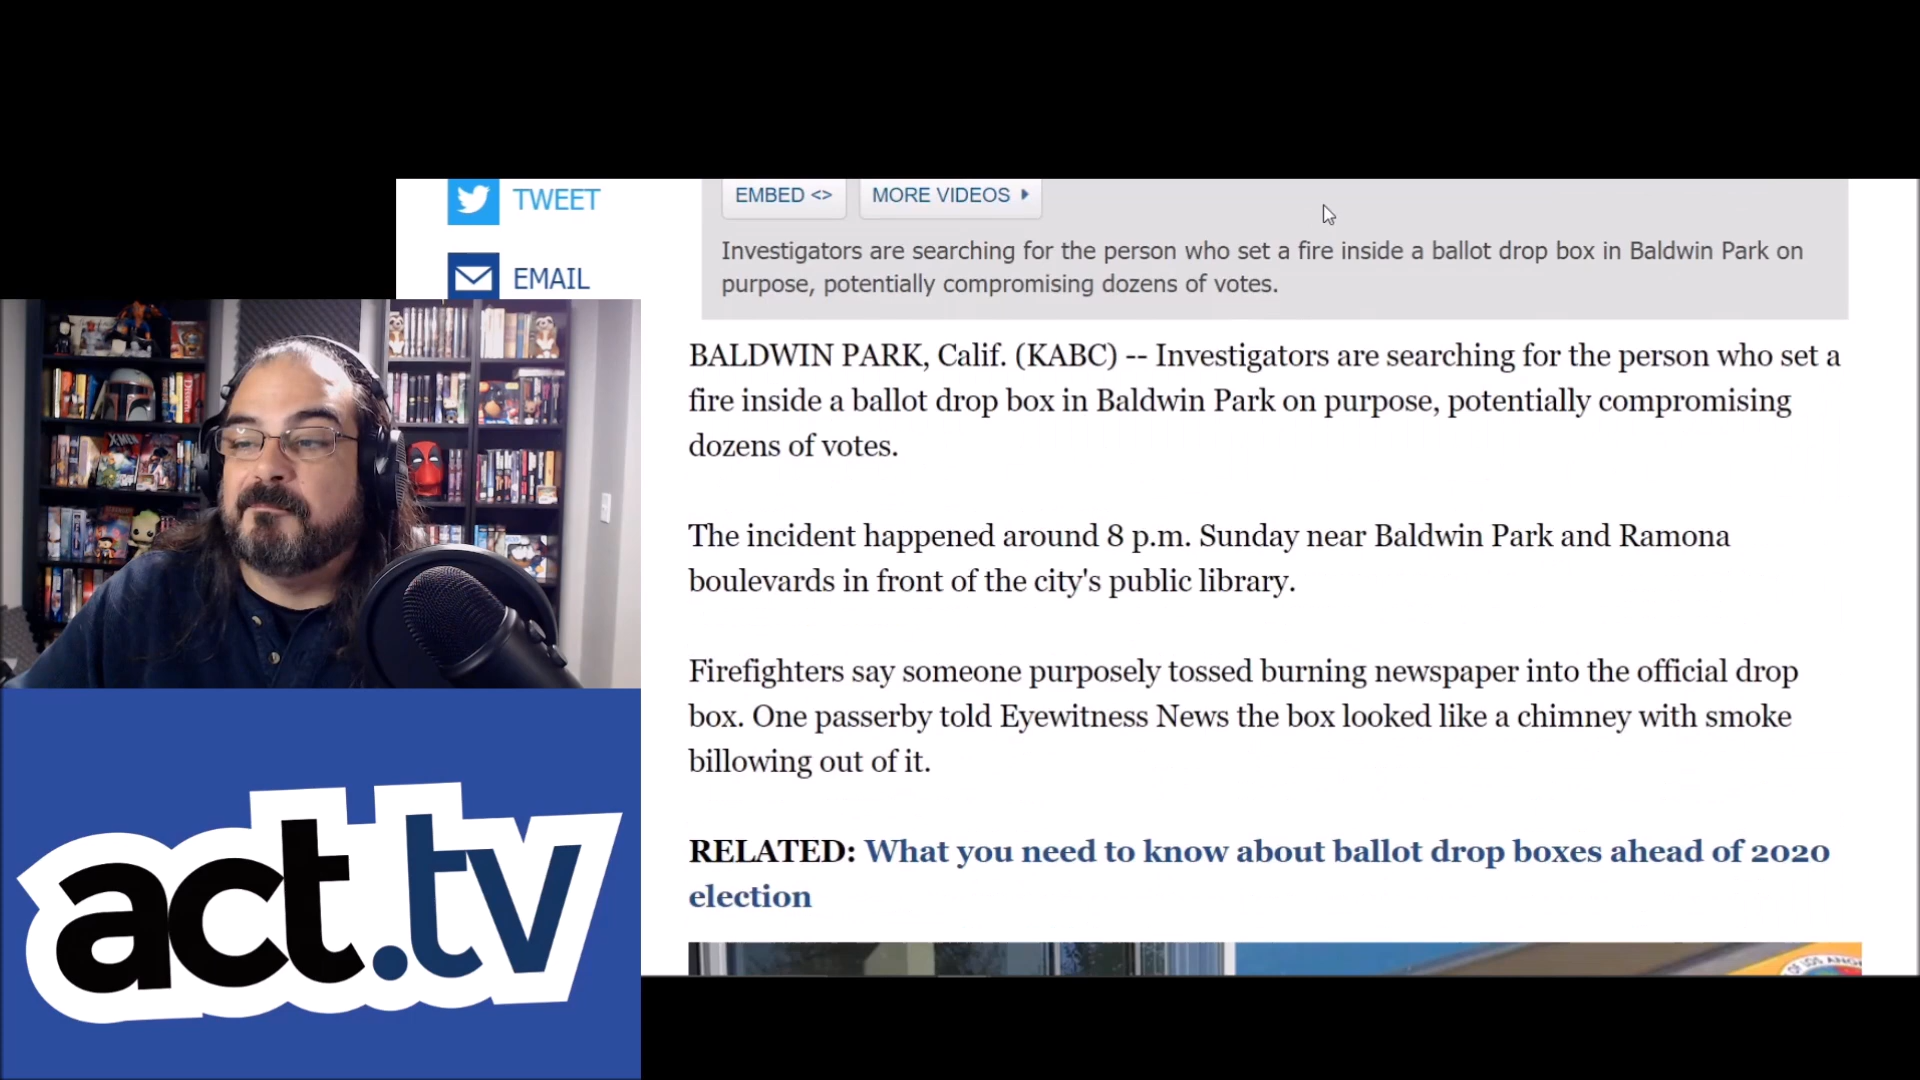 TWEET
EMAIL
EMBED <>
MORE VIDEOS
Investigators are searching for the person who set a fire inside a ballot drop box in Baldwin Park on
purpose, potentially compromising dozens of votes.
BALDWIN PARK, Calif. (KABC) -- Investigators are searching for the person who set a
fire inside a ballot drop box in Baldwin Park on purpose, potentially compromising
dozens of votes.
The incident happened around 8 p.m. Sunday near Baldwin Park and Ramona
boulevards in front of the city's public library.
Firefighters say someone purposely tossed burning newspaper into the official drop
box. One passerby told Eyewitness News the box looked like a chimney with smoke
billowing out of it.
RELATED: What you need to know about ballot drop boxes ahead of 2020
election
act.tv
X-MEN